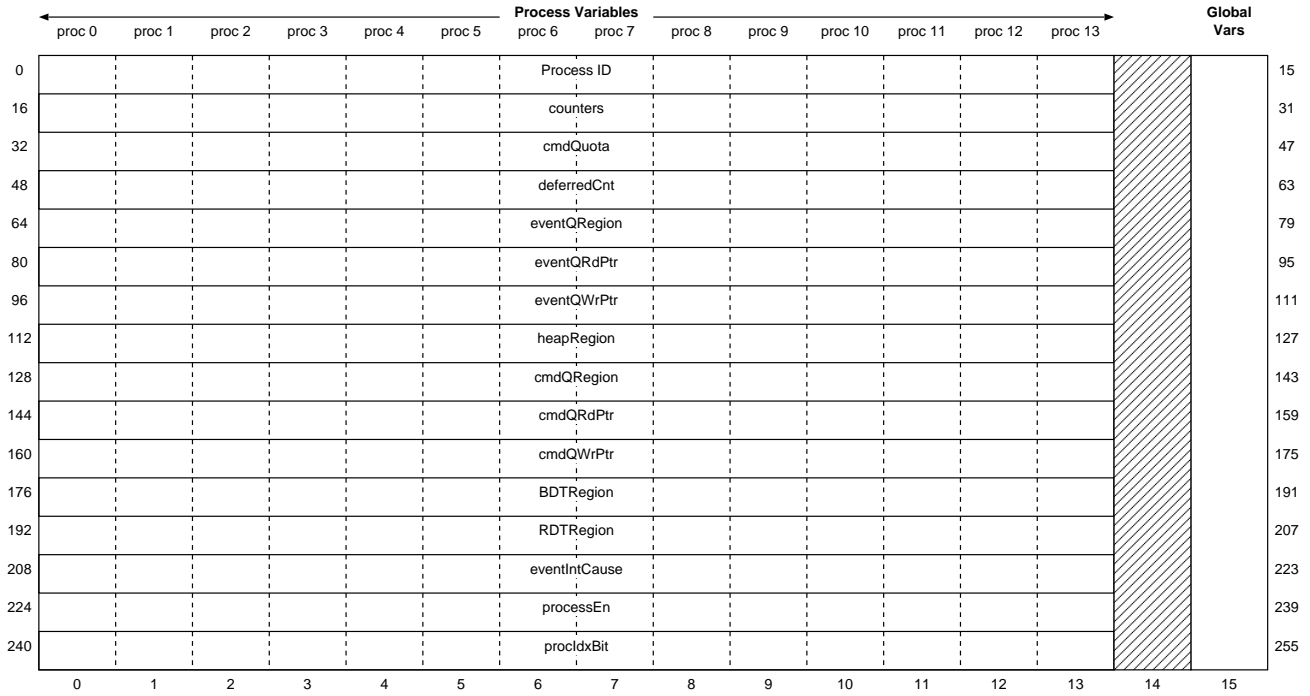 Process Variables Global
proc 0 proc 1 proc 2 proc 3 proc 4 proc 5 proc 6 proc 7 proc 8 proc 9 proc 10 proc 11 proc 12 proc 13 Vars
0 Process ID 15
16 counters 31
32 cmdQuota 47
48 deferredCnt 63
64 eventQRegion 79
80 eventQRdPtr 95
96 eventQWrPtr 111
112 heapRegion 127
128 cmdQRegion 143
144 cmdQRdPtr 159
160 cmdQWrPtr 175
176 BDTRegion 191
192 RDTRegion 207
208 eventIntCause 223
224 processEn 239
240 procIdxBit 255
0 1 2 3 4 5 6 7 8 9 10 11 12 13 14 15